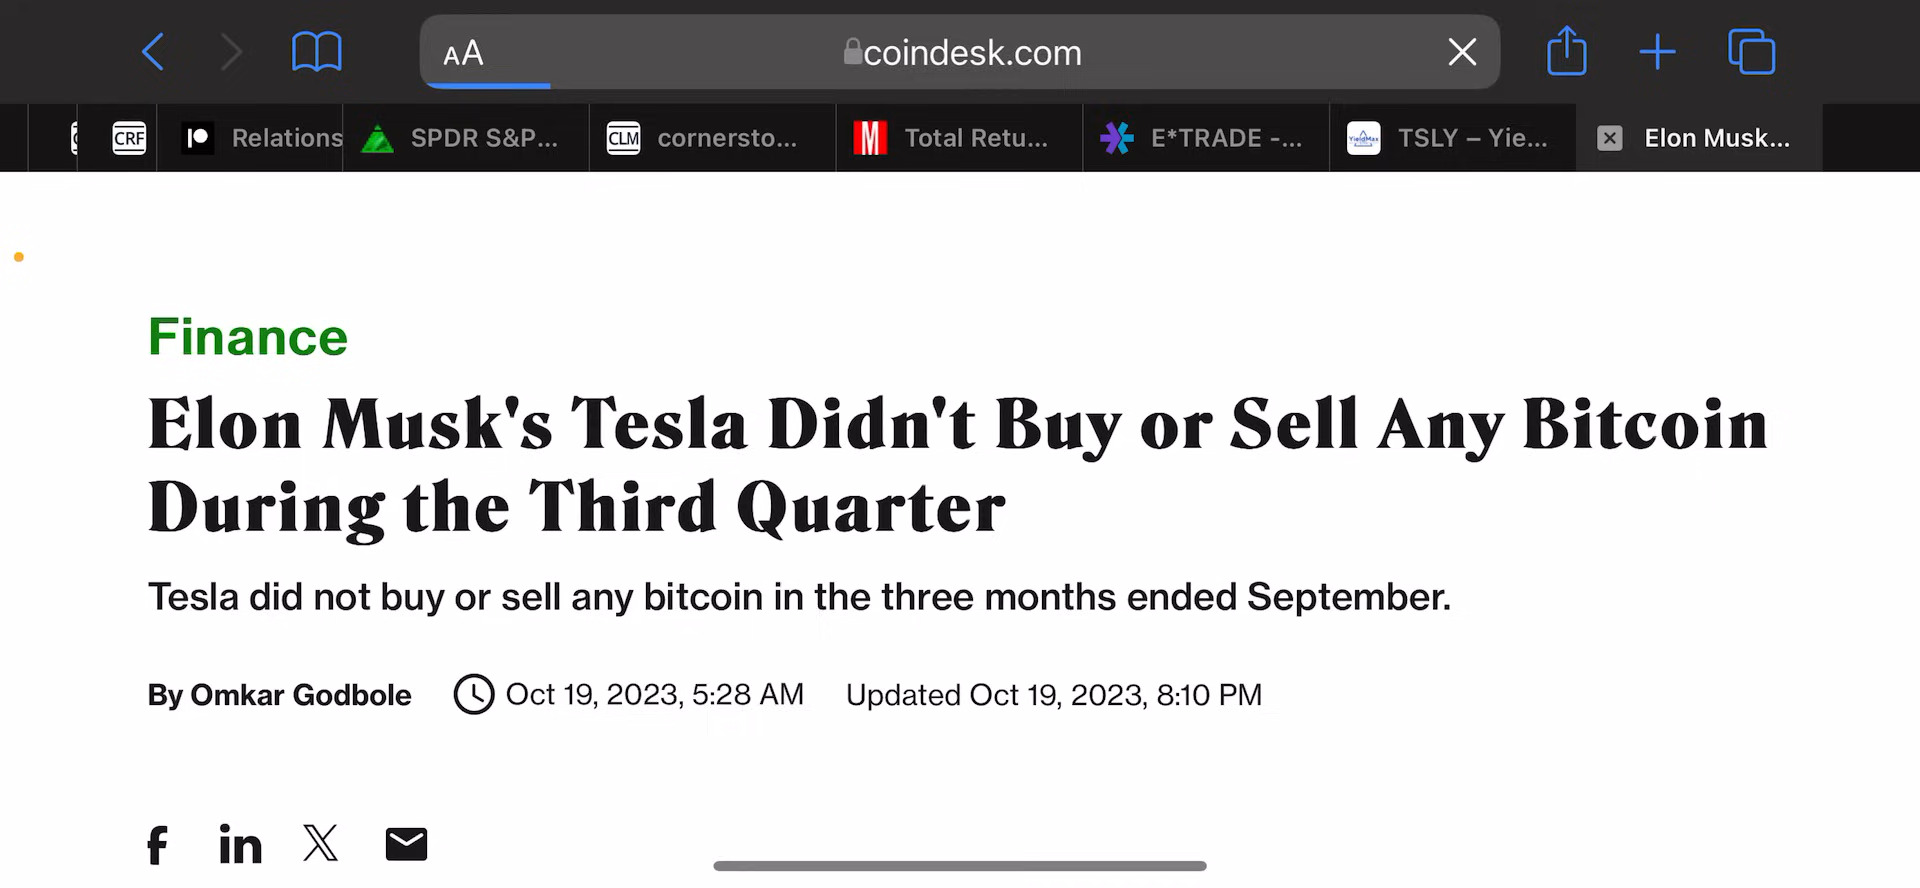 AA
coindesk.com
CRF
Relations
SPDR S&P...
CLM
cornersto...
M
Total Retu...
E*TRADE -...
YieldMax
TSLY – Yie...
Elon Musk...
Finance
Elon Musk's Tesla Didn't Buy or Sell Any Bitcoin
During the Third Quarter
Tesla did not buy or sell any bitcoin in the three months ended September.
By Omkar Godbole Oct 19, 2023, 5:28 AM Updated Oct 19, 2023, 8:10 PM
f in X